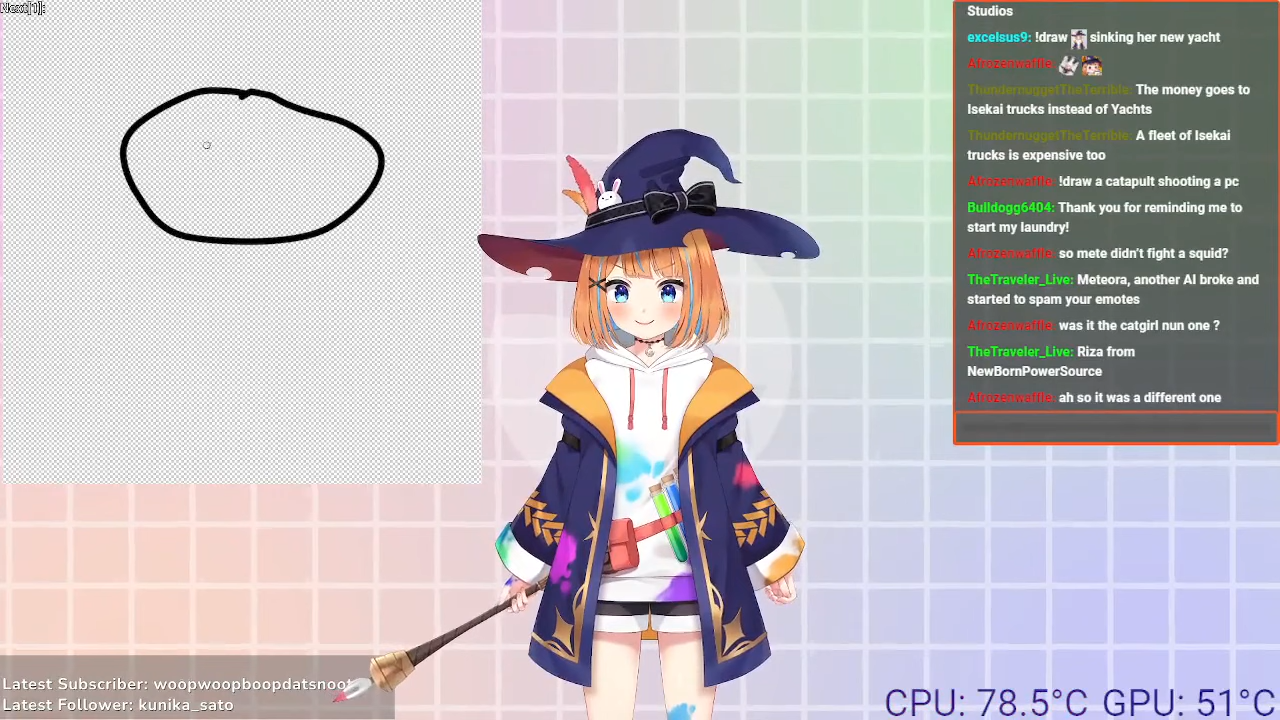 Next[1]:
Studios
excelsus9: !draw sinking her new yacht
Afrozenwaffle:
ThundernuggetTheTerrible: The money goes to
Isekai trucks instead of Yachts
ThundernuggetTheTerrible: A fleet of Isekai
trucks is expensive too
Afrozenwaffle: !draw a catapult shooting a pc
Bulldogg6404: Thank you for reminding me to
start my laundry!
Afrozenwaffle: so mete didn't fight a squid?
TheTraveler_Live: Meteora, another AI broke and
started to spam your emotes
Afrozenwaffle: was it the catgirl nun one ?
TheTraveler_Live: Riza from
NewBornPowerSource
Afrozenwaffle: ah so it was a different one
Latest Subscriber: woopwoopboopdatsnoot
Latest Follower: kunika_sato
CPU: 78.5°C GPU: 51°C